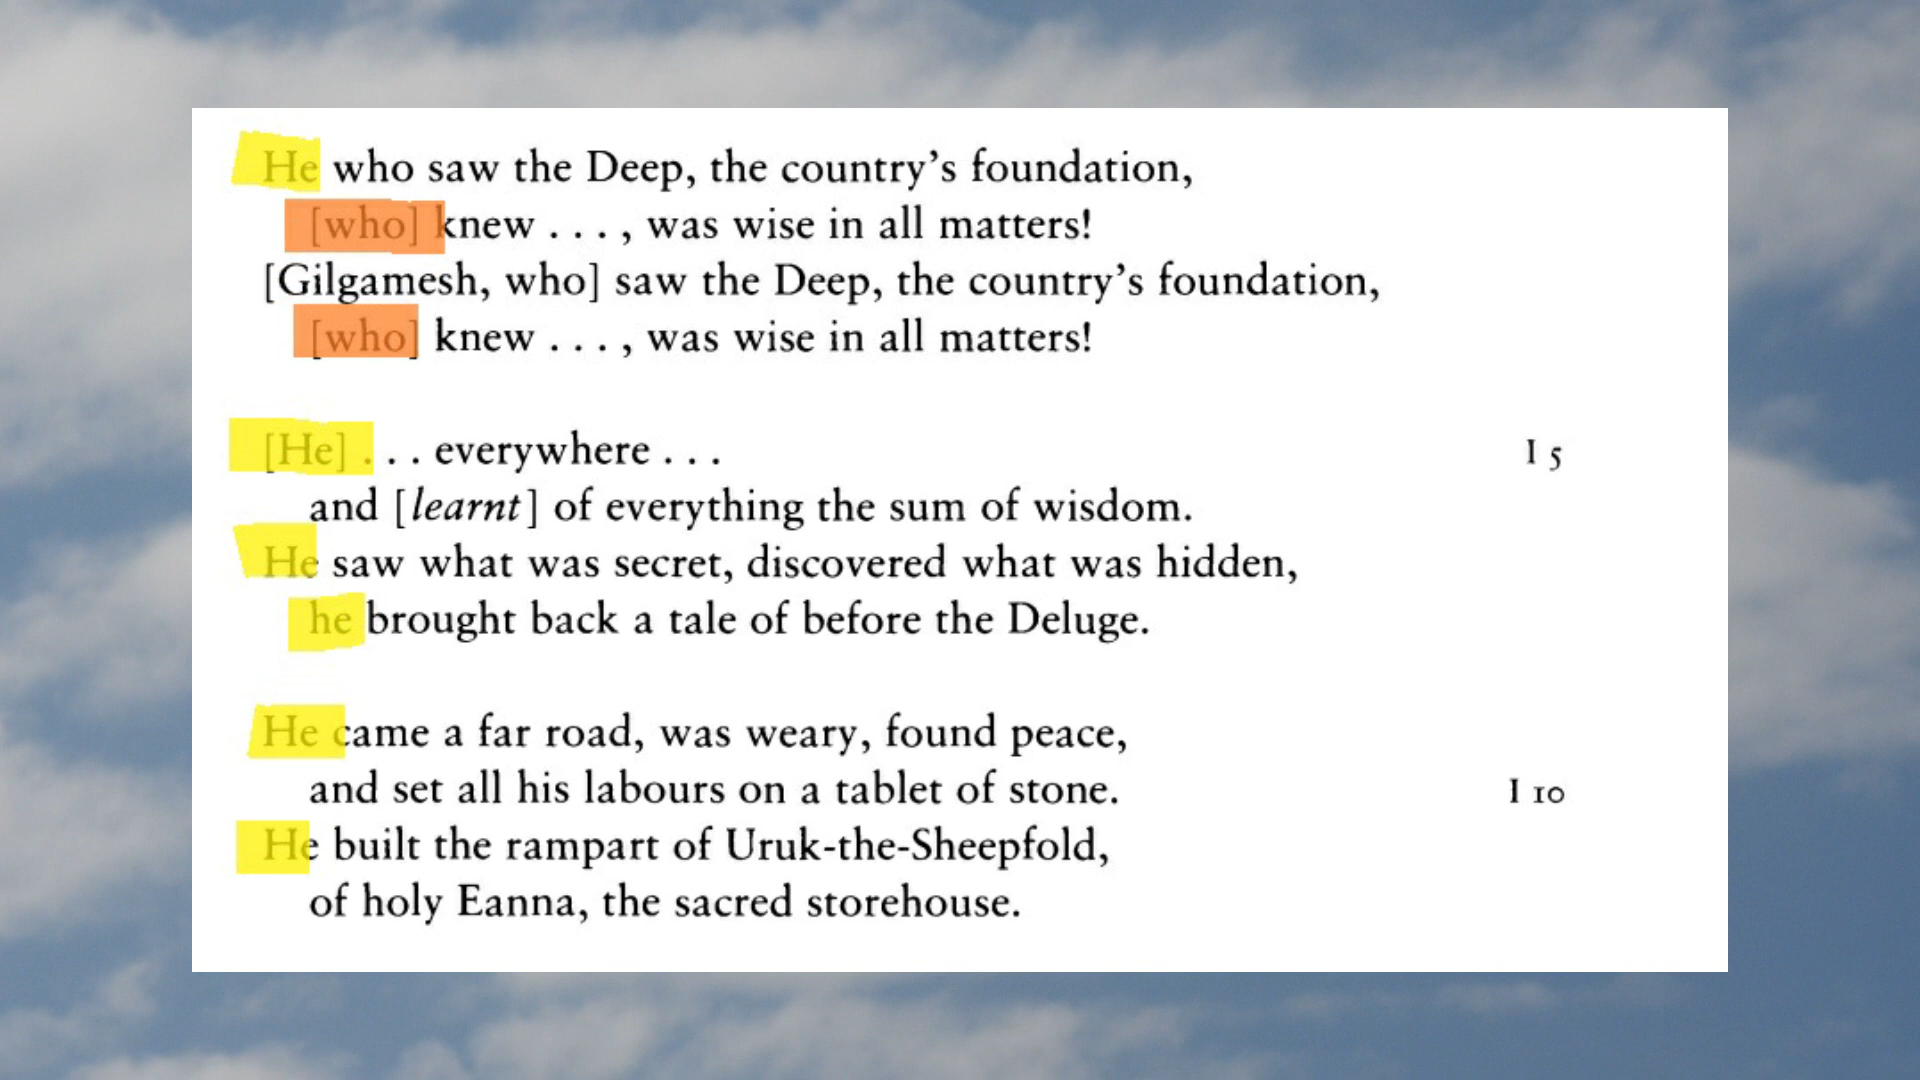 He who saw the Deep, the country’s foundation,
[who] knew . . . , was wise in all matters!
[Gilgamesh, who] saw the Deep, the country’s foundation,
[who] knew . . . , was wise in all matters!
[He] . . . everywhere . . . I 5
and [learnt] of everything the sum of wisdom.
He saw what was secret, discovered what was hidden,
he brought back a tale of before the Deluge.
He came a far road, was weary, found peace,
and set all his labours on a tablet of stone. I 10
He built the rampart of Uruk-the-Sheepfold,
of holy Eanna, the sacred storehouse.